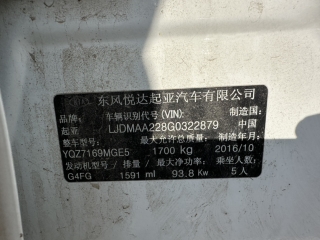 东风悦达起亚汽车有限公司
品牌: 车辆识别代号(VIN): 制造国:
起亚 LJDMAA228G0322879 中国
整车型号: 最大允许总质量: 制造年月:
YQZ7169MGE5 1700 kg 2016/10
发动机型号 / 排量 / 最大净功率: 乘坐人数:
G4FG 1591 ml 93.8 Kw 5人